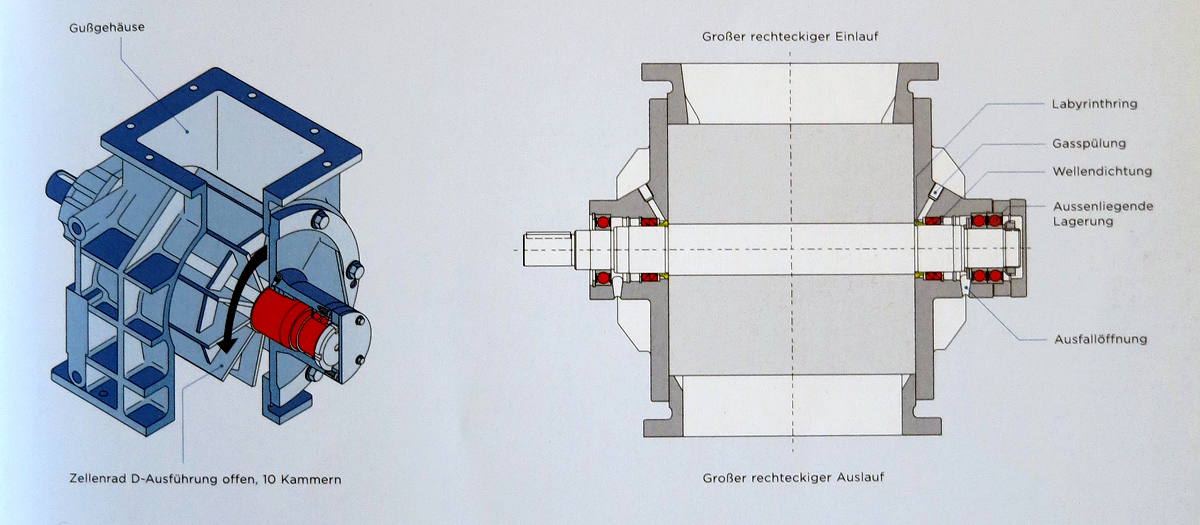 Gußgehäuse
Zellenrad D-Ausführung offen, 10 Kammern
Großer rechteckiger Einlauf
Labyrinthring
Gasspülung
Wellendichtung
Aussenliegende
Lagerung
Ausfallöffnung
Großer rechteckiger Auslauf